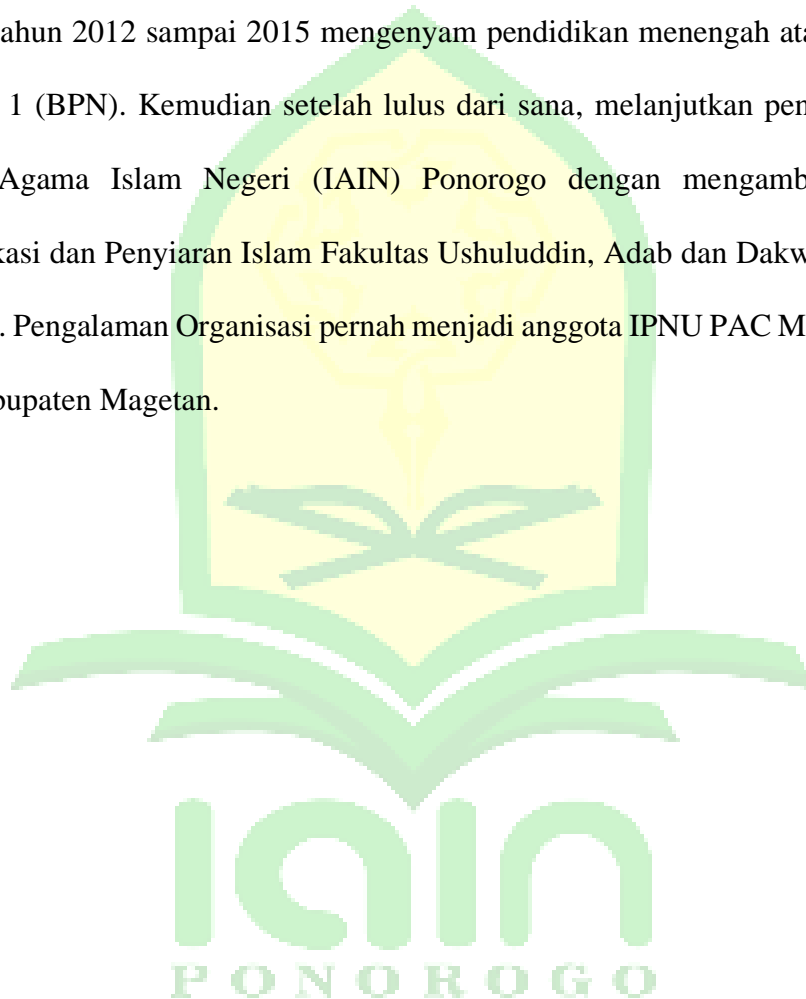 ahun 2012 sampai 2015 mengenyam pendidikan menengah ata
1 (BPN). Kemudian setelah lulus dari sana, melanjutkan pen
Agama Islam Negeri (IAIN) Ponorogo dengan mengamb
kasi dan Penyiaran Islam Fakultas Ushuluddin, Adab dan Dakw
. Pengalaman Organisasi pernah menjadi anggota IPNU PAC M
bupaten Magetan.
iain
PONOROGO